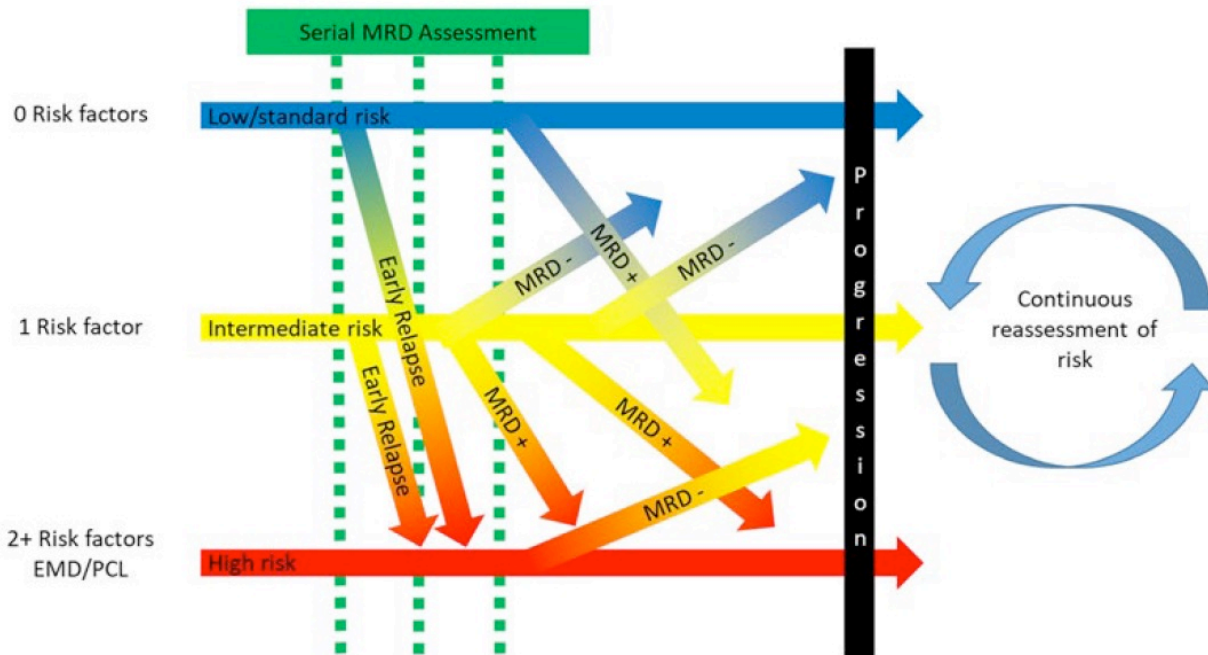 Serial MRD Assessment
0 Risk factors
Low/standard risk
Early Relapse
MRD -
MRD +
MRD -
1 Risk factor
Intermediate risk
Early Relapse
MRD +
MRD +
MRD -
2+ Risk factors
EMD/PCL
High risk
Progression
Continuous
reassessment of
risk